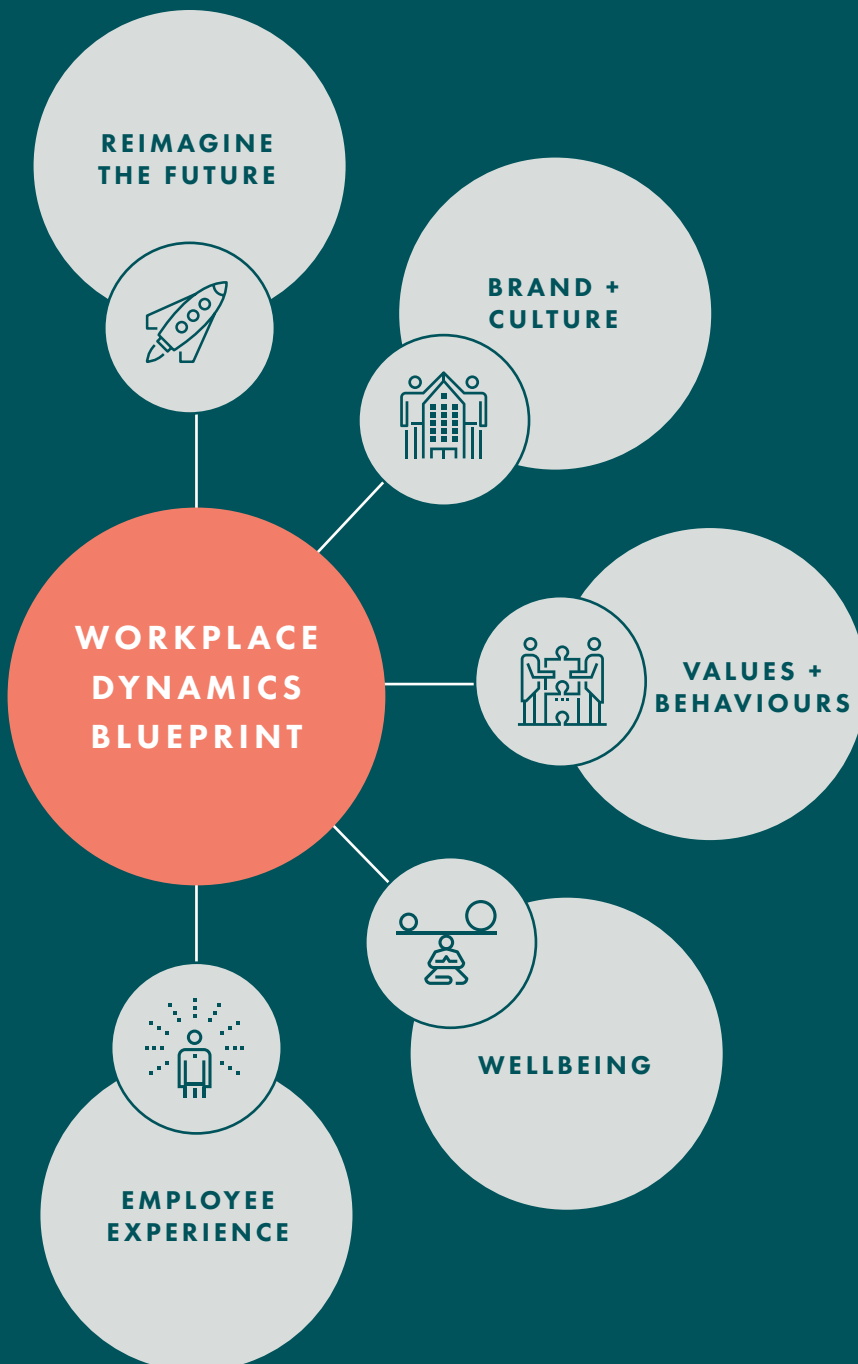 REIMAGINE
THE FUTURE
BRAND +
CULTURE
WORKPLACE
DYNAMICS
BLUEPRINT
VALUES +
BEHAVIOURS
WELLBEING
EMPLOYEE
EXPERIENCE